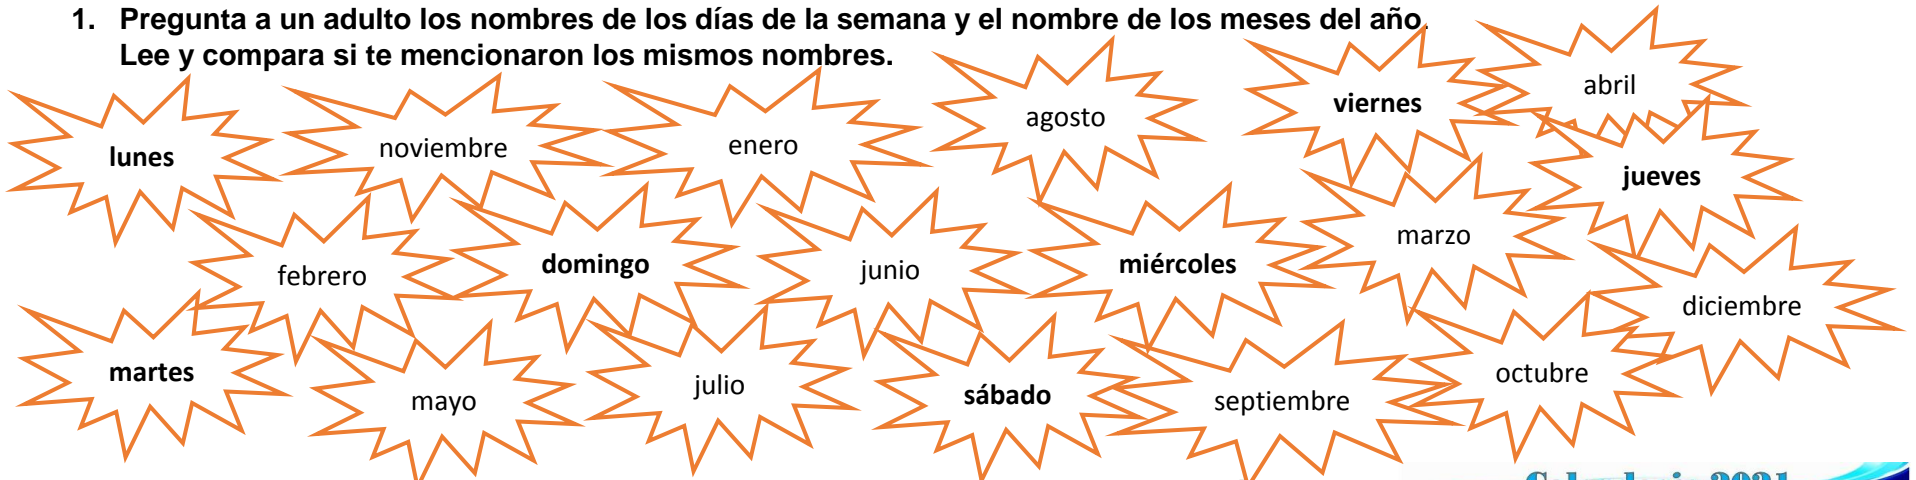 1. Pregunta a un adulto los nombres de los días de la semana y el nombre de los meses del año.
Lee y compara si te mencionaron los mismos nombres.
lunes
noviembre
enero
agosto
viernes
abril
jueves
febrero
domingo
junio
miércoles
marzo
diciembre
martes
mayo
julio
sábado
septiembre
octubre
Calendario 2021